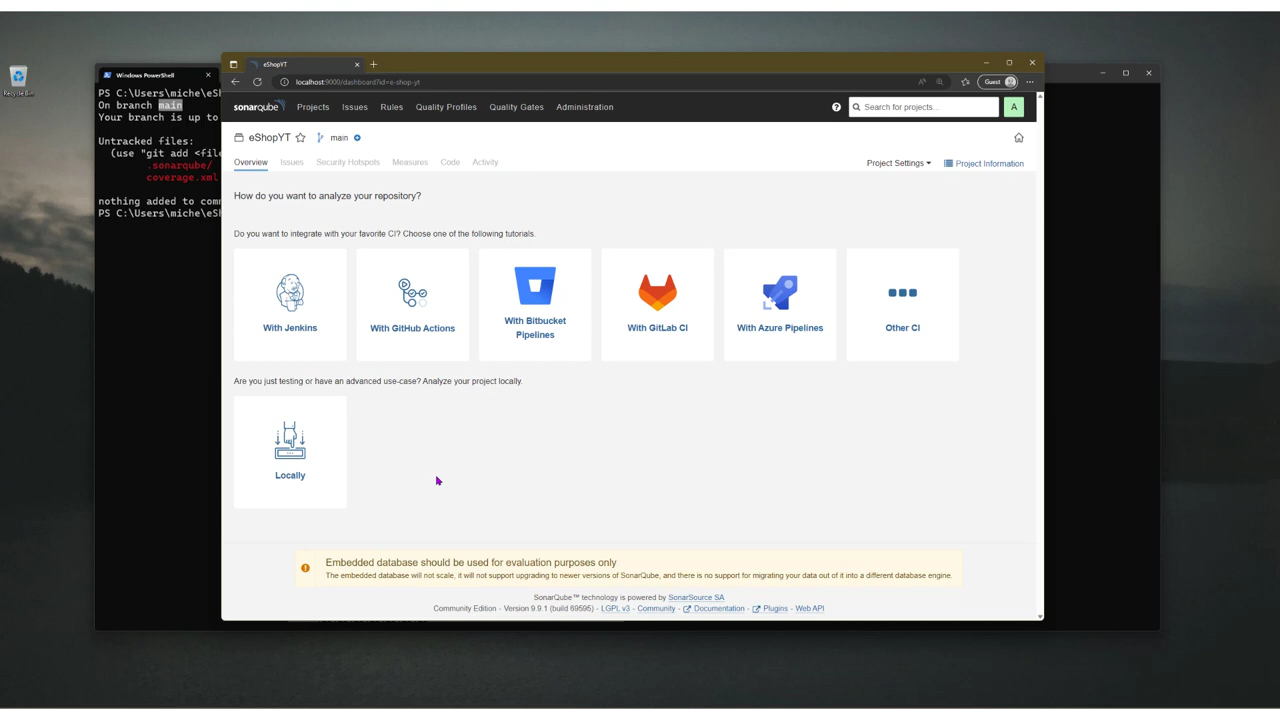 Recycle Bin
Windows PowerShell
PS C:\Users\miche\eSh
On branch main
Your branch is up to
Untracked files:
(use "git add <file
.sonarqube/
coverage.xml
nothing added to comm
PS C:\Users\miche\eSh
eShopYT
localhost:9000/dashboard?id=e-shop-yt
Guest
sonarqube Projects Issues Rules Quality Profiles Quality Gates Administration
Search for projects...
A
eShopYT main
Overview Issues Security Hotspots Measures Code Activity
Project Settings Project Information
How do you want to analyze your repository?
Do you want to integrate with your favorite CI? Choose one of the following tutorials.
With Jenkins
With GitHub Actions
With Bitbucket
Pipelines
With GitLab CI
With Azure Pipelines
Other CI
Are you just testing or have an advanced use-case? Analyze your project locally.
Locally
Embedded database should be used for evaluation purposes only
The embedded database will not scale, it will not support upgrading to newer versions of SonarQube, and there is no support for migrating your data out of it into a different database engine.
SonarQube™ technology is powered by SonarSource SA
Community Edition - Version 9.9.1 (build 69595) - LGPL v3 - Community - Documentation - Plugins - Web API